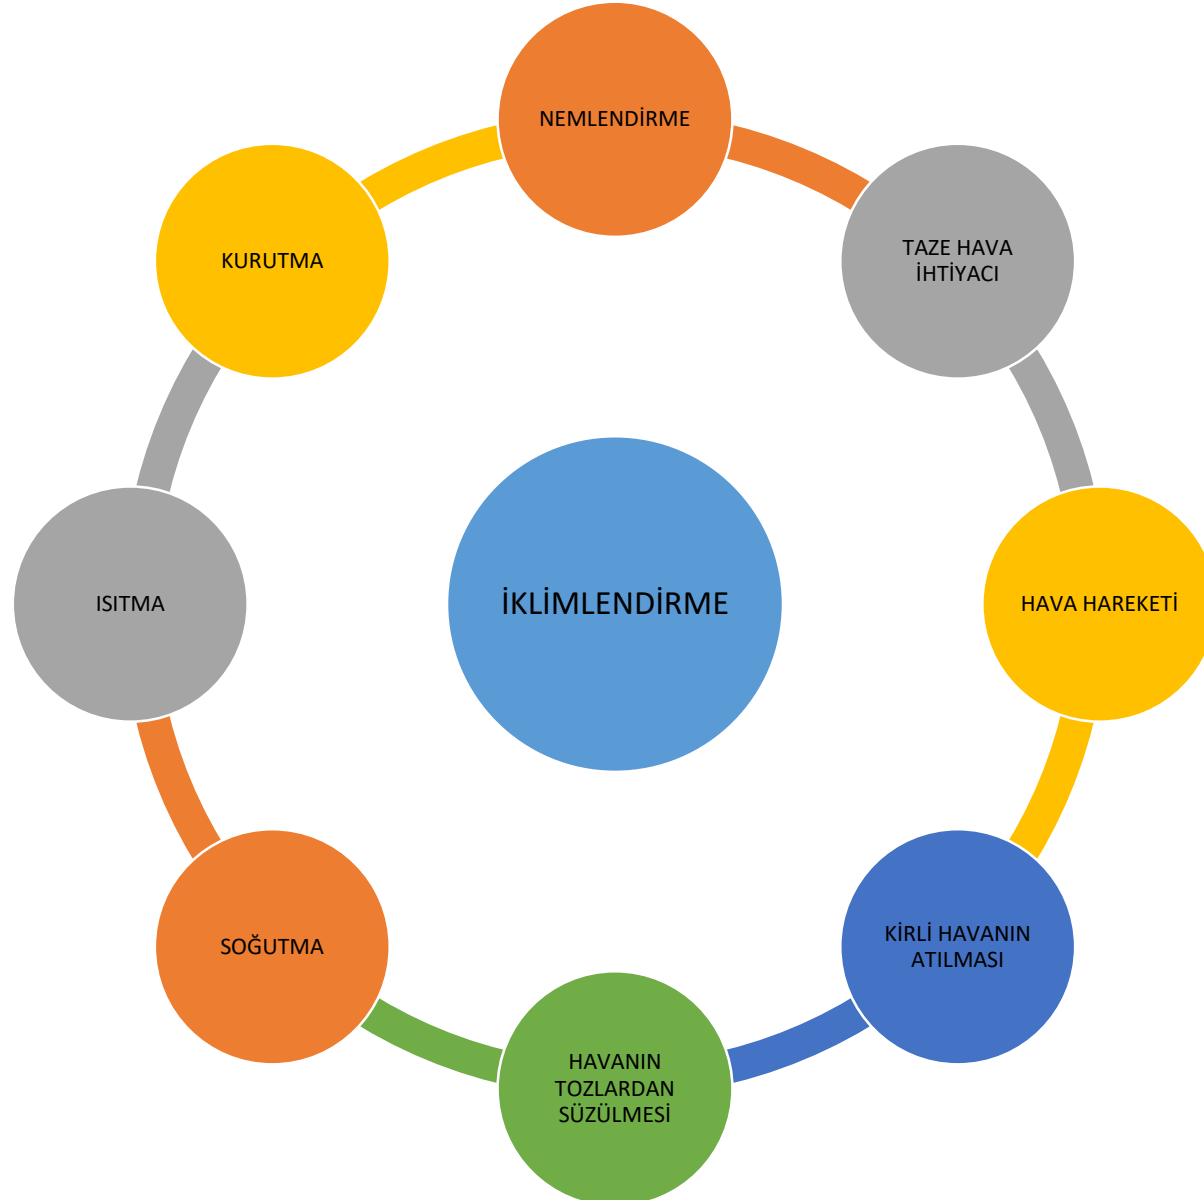 NEMLENDİRME
TAZE HAVA
İHTİYACI
HAVA HAREKETİ
KİRLİ HAVANIN
ATILMASI
HAVANIN
TOZLARDAN
SÜZÜLMESİ
SOĞUTMA
ISITMA
KURUTMA
İKLİMLENDİRME